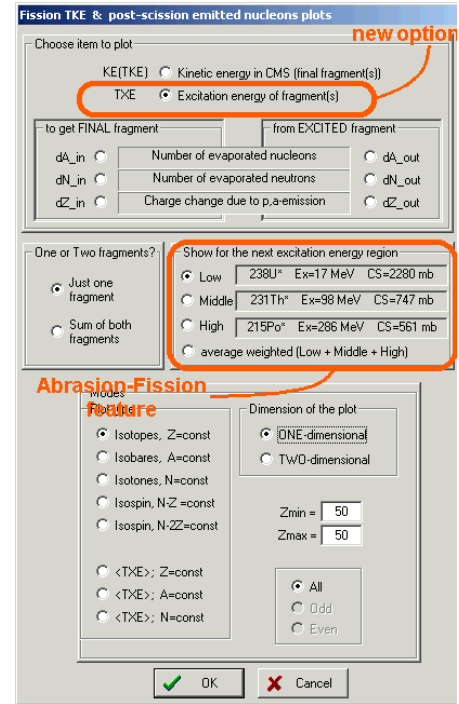 Fission TKE & post-scission emitted nucleons plots
new option
Choose item to plot
KE(TKE) Kinetic energy in CMS (final fragment(s))
TXE Excitation energy of fragment(s)
to get FINAL fragment
from EXCITED fragment
dA_in Number of evaporated nucleons dA_out
dN_in Number of evaporated neutrons dN_out
dZ_in Charge change due to p,a-emission dZ_out
One or Two fragments?
Just one fragment
Sum of both fragments
Show for the next excitation energy region
Low 238U* Ex=17 MeV CS=2280 mb
Middle 231Th* Ex=98 MeV CS=747 mb
High 215Po* Ex=286 MeV CS=561 mb
average weighted (Low + Middle + High)
Abrasion-Fission
feature
Modes
Isotopes, Z=const
Isobares, A=const
Isotones, N=const
Isospin, N-Z =const
Isospin, N-2Z=const
<TXE>; Z=const
<TXE>; A=const
<TXE>; N=const
Dimension of the plot
ONE-dimensional
TWO-dimensional
Zmin = 50
Zmax = 50
All
Odd
Even
OK
Cancel